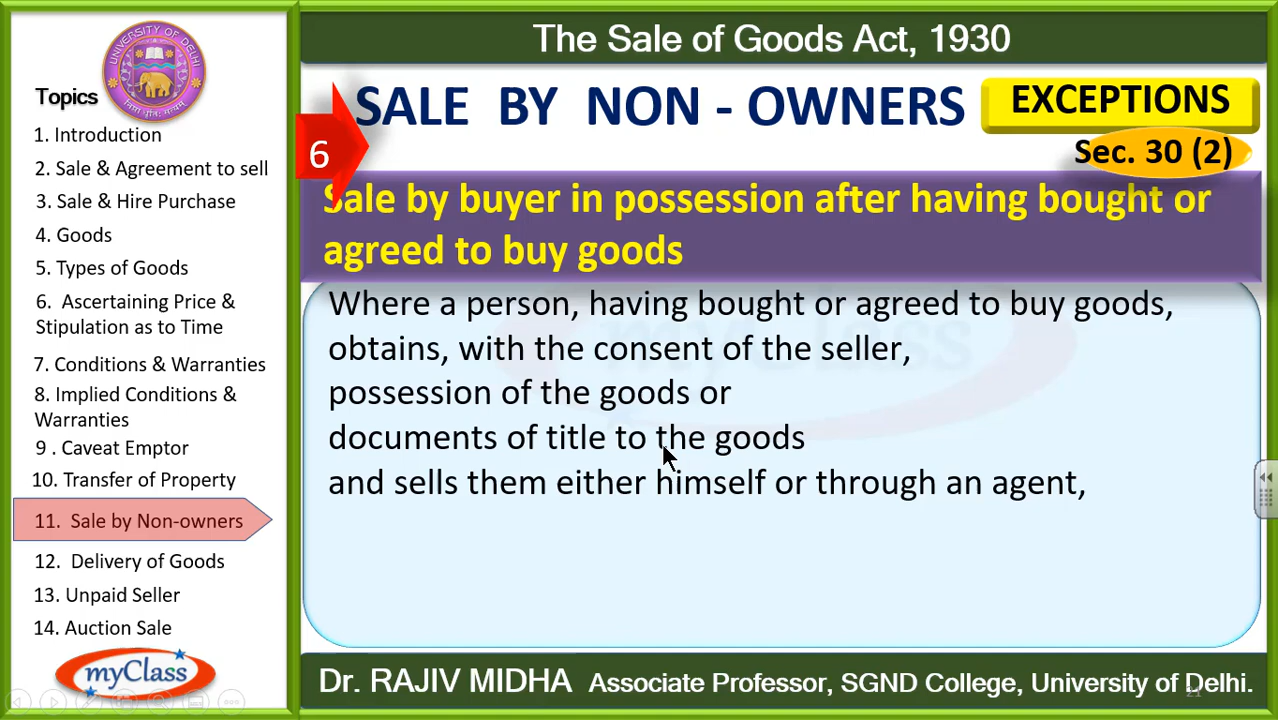 The Sale of Goods Act, 1930
UNIVERSITY OF DELHI
Topics
1. Introduction
2. Sale & Agreement to sell
3. Sale & Hire Purchase
4. Goods
5. Types of Goods
6. Ascertaining Price &
Stipulation as to Time
7. Conditions & Warranties
8. Implied Conditions &
Warranties
9 . Caveat Emptor
10. Transfer of Property
11. Sale by Non-owners
12. Delivery of Goods
13. Unpaid Seller
14. Auction Sale
myClass
SALE BY NON - OWNERS
EXCEPTIONS
Sec. 30 (2)
6
Sale by buyer in possession after having bought or
agreed to buy goods
Where a person, having bought or agreed to buy goods,
obtains, with the consent of the seller,
possession of the goods or
documents of title to the goods
and sells them either himself or through an agent,
myClass
Dr. RAJIV MIDHA Associate Professor, SGND College, University of Delhi.
21